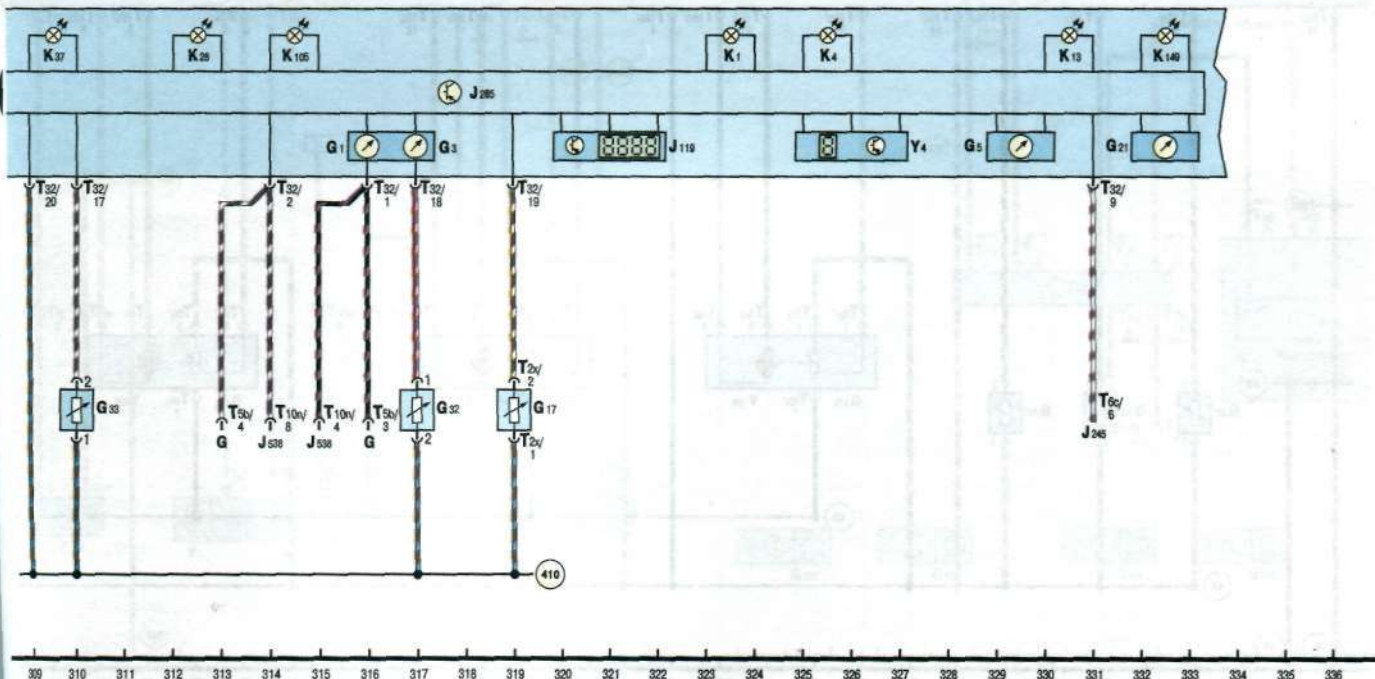 K37 K28 K105 K1 K4 K13 K149
J285
G1 G3 J119 Y4 G5 G21
T32/ T32/ T32/ T32/ T32/ T32/ T32/
20 17 2 1 18 19 9
2 1 T2x/
2
G33 G32 G17
T5b/ T10n/ T10n/ T5b/ T6c/
4 8 4 3 6
G J538 J538 G J245
1 2 T2x/
1
410
309 310 311 312 313 314 315 316 317 318 319 320 321 322 323 324 325 326 327 328 329 330 331 332 333 334 335 336